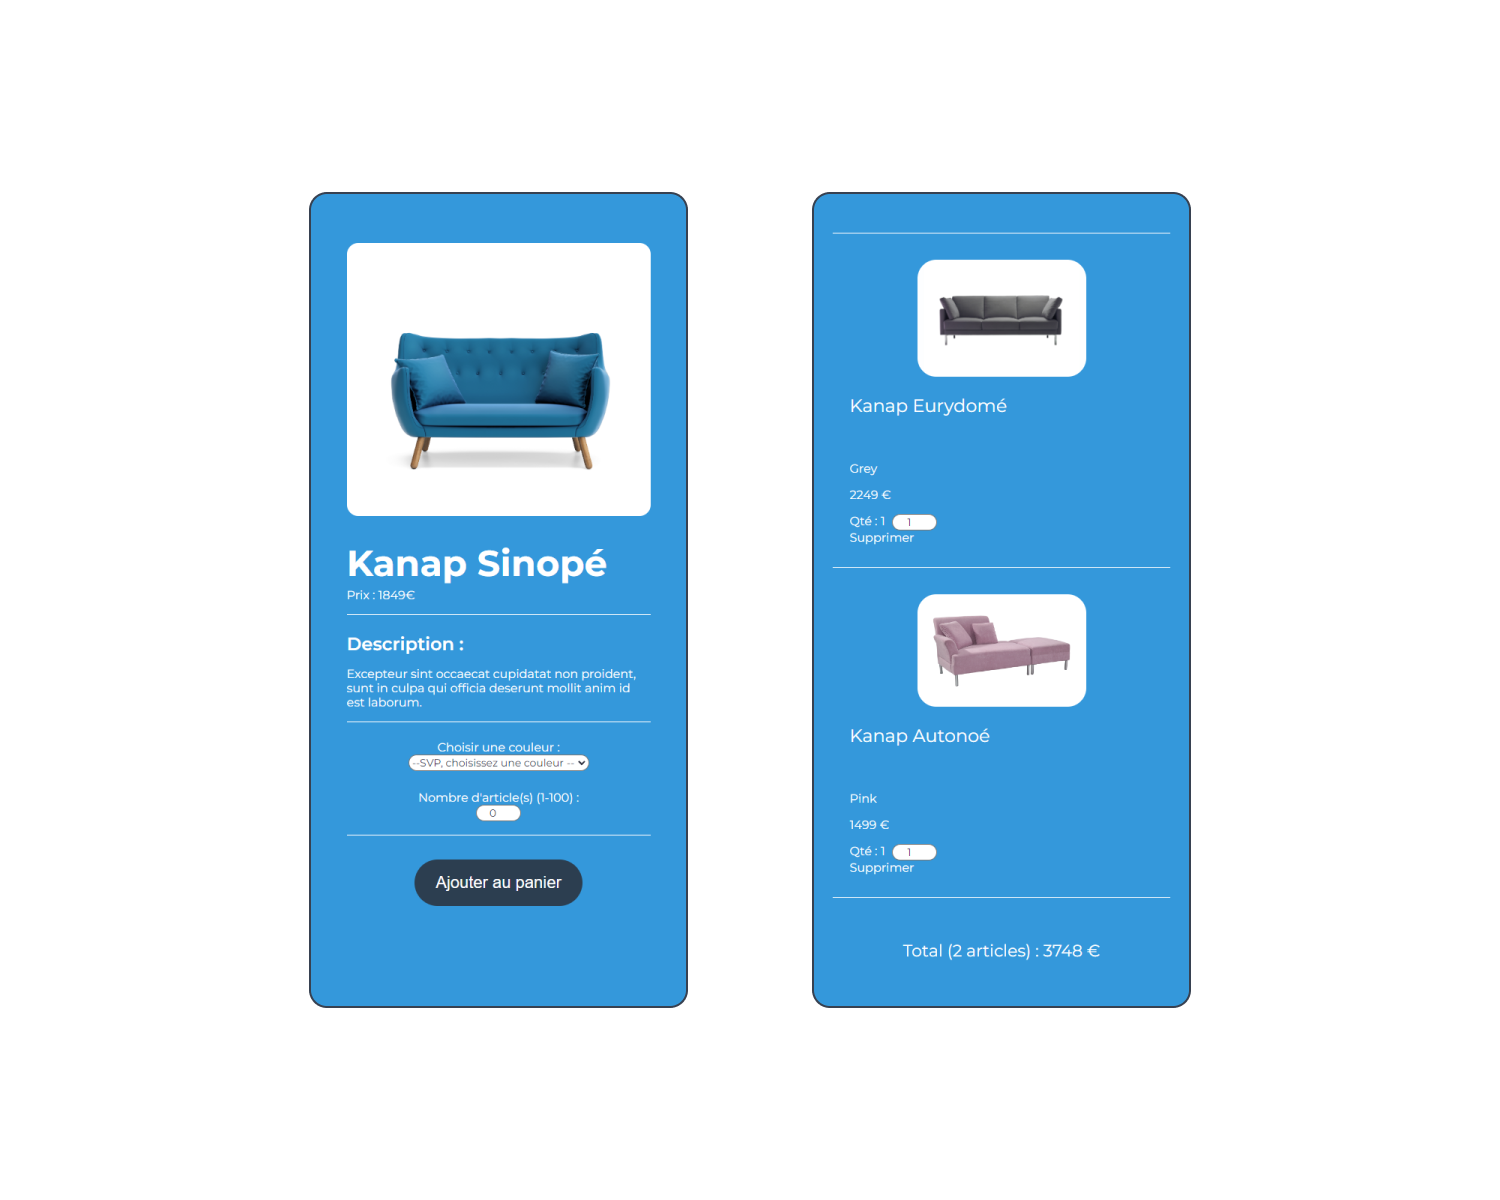 Kanap Sinopé
Prix : 1849€
Description :
Excepteur sint occaecat cupidatat non proident,
sunt in culpa qui officia deserunt mollit anim id
est laborum.
Choisir une couleur :
--SVP, choisissez une couleur --
Nombre d'article(s) (1-100) :
0
Ajouter au panier
Kanap Eurydomé
Grey
2249 €
Qté : 1 1
Supprimer
Kanap Autonoé
Pink
1499 €
Qté : 1 1
Supprimer
Total (2 articles) : 3748 €